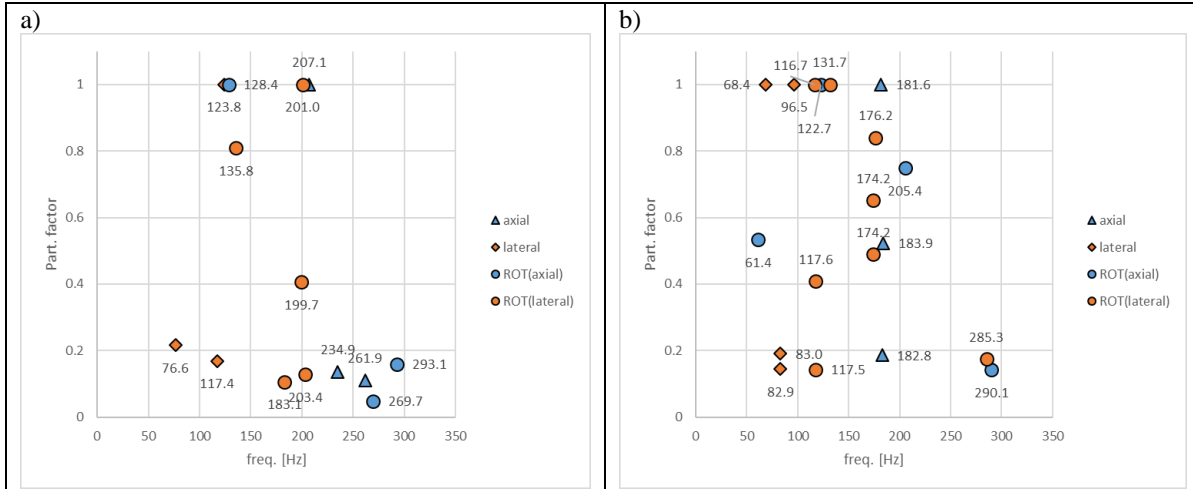 a)
207.1
1
128.4
123.8
201.0
0.8
135.8
0.6
Part. factor
0.4
199.7
234.9
261.9
0.2
293.1
76.6
117.4
183.1
203.4
269.7
0
0 50 100 150 200 250 300 350
freq. [Hz]
axial
lateral
ROT(axial)
ROT(lateral)
b)
116.7
131.7
1
68.4
181.6
96.5
122.7
176.2
0.8
174.2
205.4
0.6
Part. factor
174.2
183.9
61.4
117.6
0.4
285.3
0.2
83.0
182.8
82.9
117.5
290.1
0
0 50 100 150 200 250 300 350
freq. [Hz]
axial
lateral
ROT(axial)
ROT(lateral)